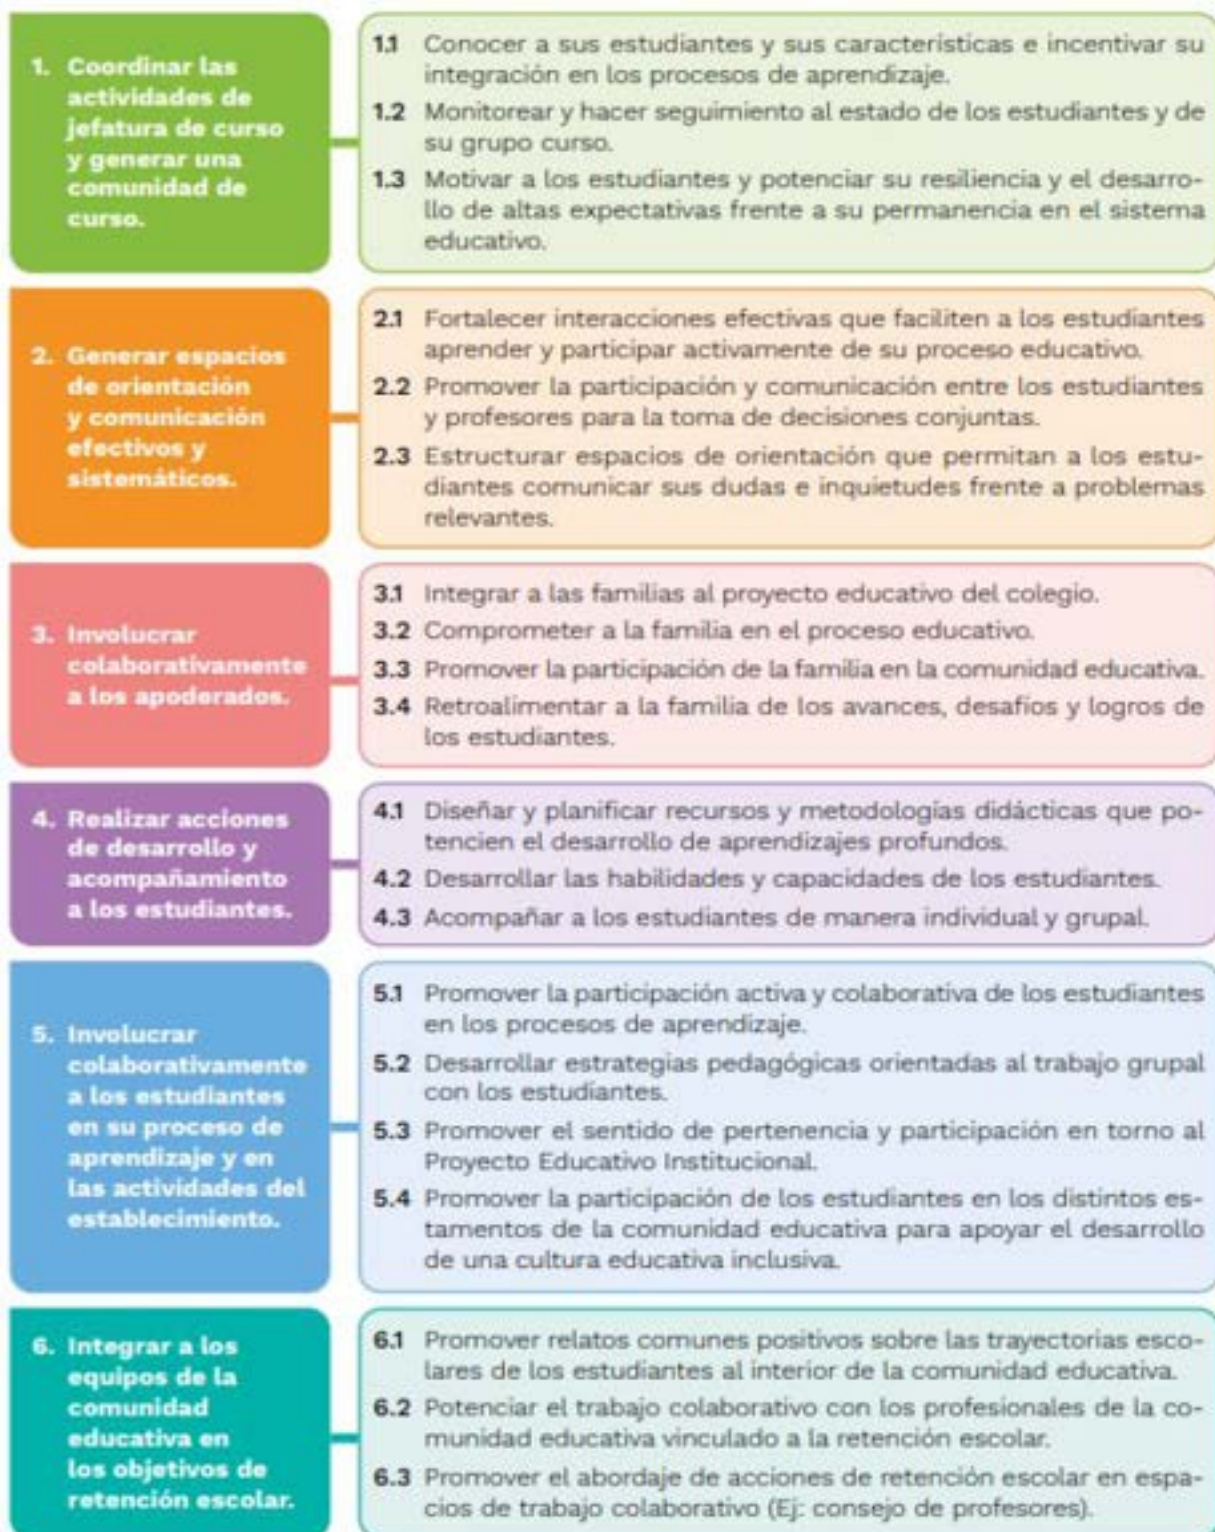 1. Coordinar las
actividades de
jefatura de curso
y generar una
comunidad de
curso.
1.1 Conocer a sus estudiantes y sus características e incentivar su
integración en los procesos de aprendizaje.
1.2 Monitorear y hacer seguimiento al estado de los estudiantes y de
su grupo curso.
1.3 Motivar a los estudiantes y potenciar su resiliencia y el desarro-
llo de altas expectativas frente a su permanencia en el sistema
educativo.
2. Generar espacios
de orientación
y comunicación
efectivos y
sistemáticos.
2.1 Fortalecer interacciones efectivas que faciliten a los estudiantes
aprender y participar activamente de su proceso educativo.
2.2 Promover la participación y comunicación entre los estudiantes
y profesores para la toma de decisiones conjuntas.
2.3 Estructurar espacios de orientación que permitan a los estu-
diantes comunicar sus dudas e inquietudes frente a problemas
relevantes.
3. Involucrar
colaborativamente
a los apoderados.
3.1 Integrar a las familias al proyecto educativo del colegio.
3.2 Comprometer a la familia en el proceso educativo.
3.3 Promover la participación de la familia en la comunidad educativa.
3.4 Retroalimentar a la familia de los avances, desafíos y logros de
los estudiantes.
4. Realizar acciones
de desarrollo y
acompañamiento
a los estudiantes.
4.1 Diseñar y planificar recursos y metodologías didácticas que po-
tencien el desarrollo de aprendizajes profundos.
4.2 Desarrollar las habilidades y capacidades de los estudiantes.
4.3 Acompañar a los estudiantes de manera individual y grupal.
5. Involucrar
colaborativamente
a los estudiantes
en su proceso de
aprendizaje y en
las actividades del
establecimiento.
5.1 Promover la participación activa y colaborativa de los estudiantes
en los procesos de aprendizaje.
5.2 Desarrollar estrategias pedagógicas orientadas al trabajo grupal
con los estudiantes.
5.3 Promover el sentido de pertenencia y participación en torno al
Proyecto Educativo Institucional.
5.4 Promover la participación de los estudiantes en los distintos es-
tamentos de la comunidad educativa para apoyar el desarrollo
de una cultura educativa inclusiva.
6. Integrar a los
equipos de la
comunidad
educativa en
los objetivos de
retención escolar.
6.1 Promover relatos comunes positivos sobre las trayectorias esco-
lares de los estudiantes al interior de la comunidad educativa.
6.2 Potenciar el trabajo colaborativo con los profesionales de la co-
munidad educativa vinculado a la retención escolar.
6.3 Promover el abordaje de acciones de retención escolar en espa-
cios de trabajo colaborativo (Ej: consejo de profesores).